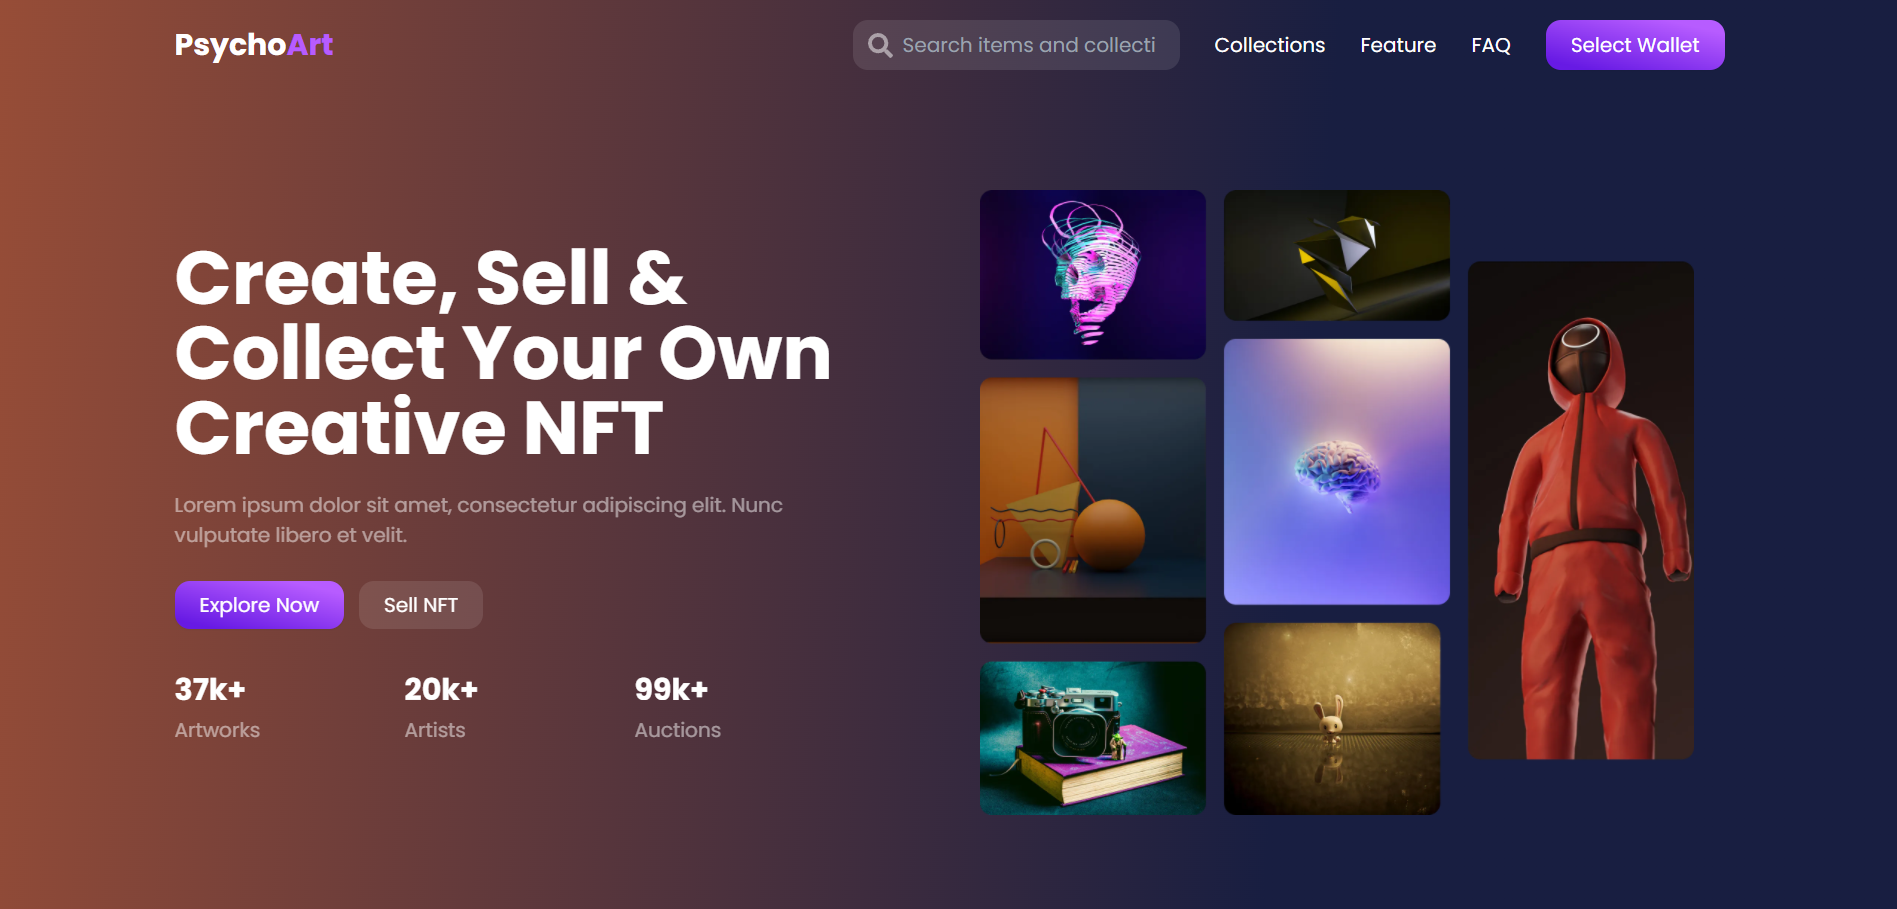 PsychoArt
Search items and collecti
Collections
Feature
FAQ
Select Wallet
Create, Sell &
Collect Your Own
Creative NFT
Lorem ipsum dolor sit amet, consectetur adipiscing elit. Nunc
vulputate libero et velit.
Explore Now
Sell NFT
37k+
Artworks
20k+
Artists
99k+
Auctions